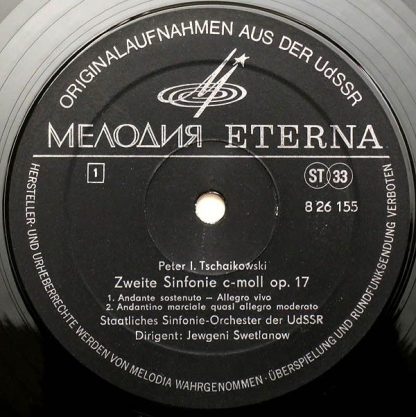 ORIGINALAUFNAHMEN AUS DER UdSSR
МЕЛОДИЯ ETERNA
1
ST 33
8 26 155
Peter I. Tschaikowski
Zweite Sinfonie c-moll op. 17
1. Andante sostenuto – Allegro vivo
2. Andantino marciale quasi allegro moderato
Staatliches Sinfonie-Orchester der UdSSR
Dirigent: Jewgeni Swetlanow
HERSTELLER- UND URHEBERRECHTE WERDEN VON MELODIA WAHRGENOMMEN · ÜBERSPIELUNG UND RUNDFUNKSENDUNG VERBOTEN